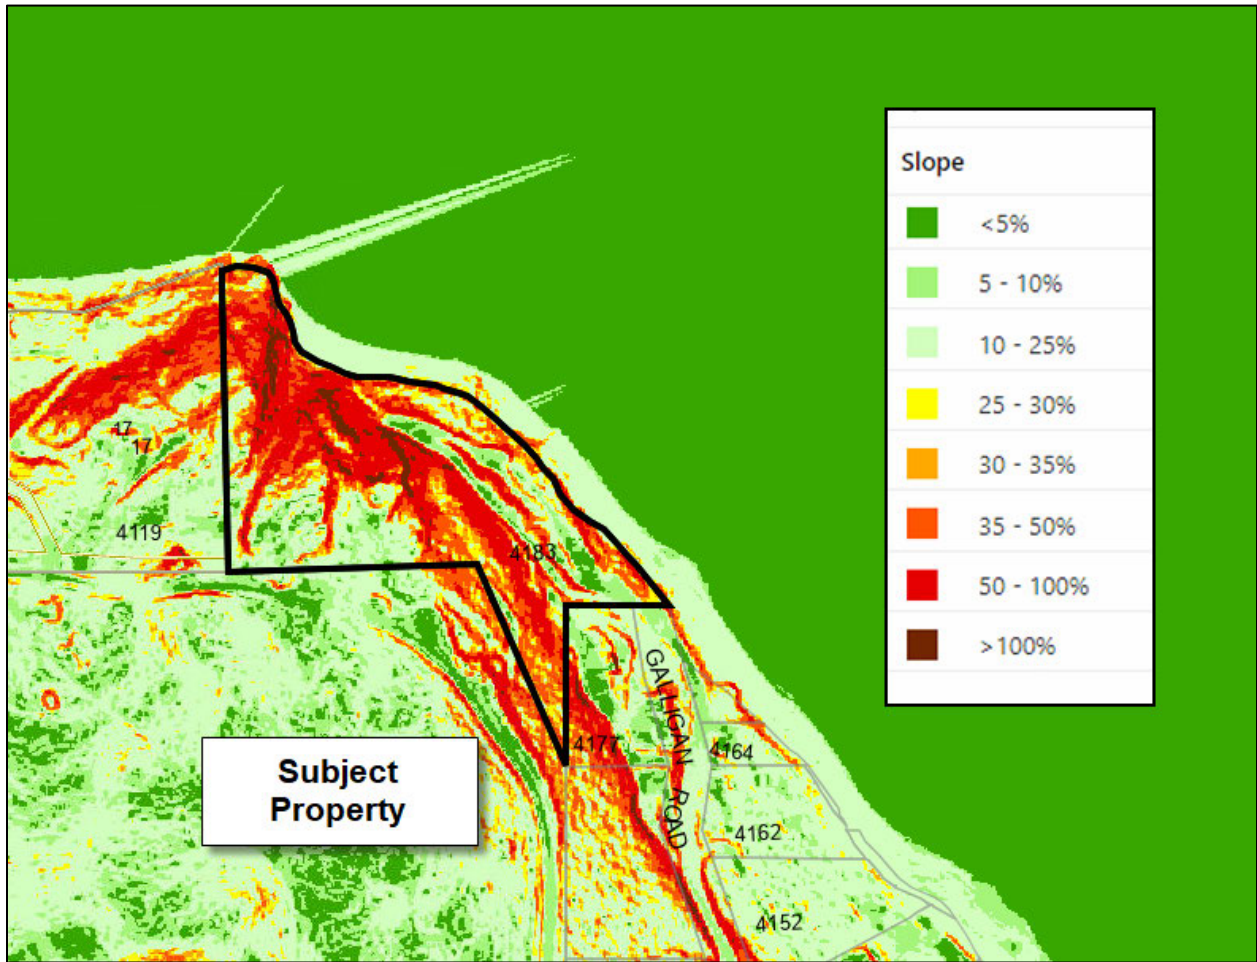 Slope
<5%
5 - 10%
10 - 25%
25 - 30%
30 - 35%
35 - 50%
50 - 100%
>100%
17
17
4119
4183
GALLIGAN ROAD
4177
4164
4162
4152
Subject
Property